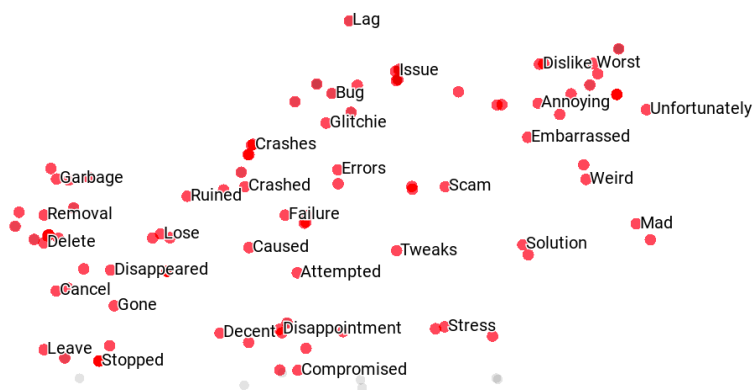 Lag
Dislike Worst
Issue
Bug
Annoying
Unfortunately
Glitchie
Embarrassed
Crashes
Errors
Garbage
Weird
Crashed
Scam
Ruined
Removal
Failure
Mad
Lose
Delete
Solution
Caused
Tweaks
Disappeared
Attempted
Cancel
Gone
Stress
Decent Disappointment
Leave
Stopped
Compromised